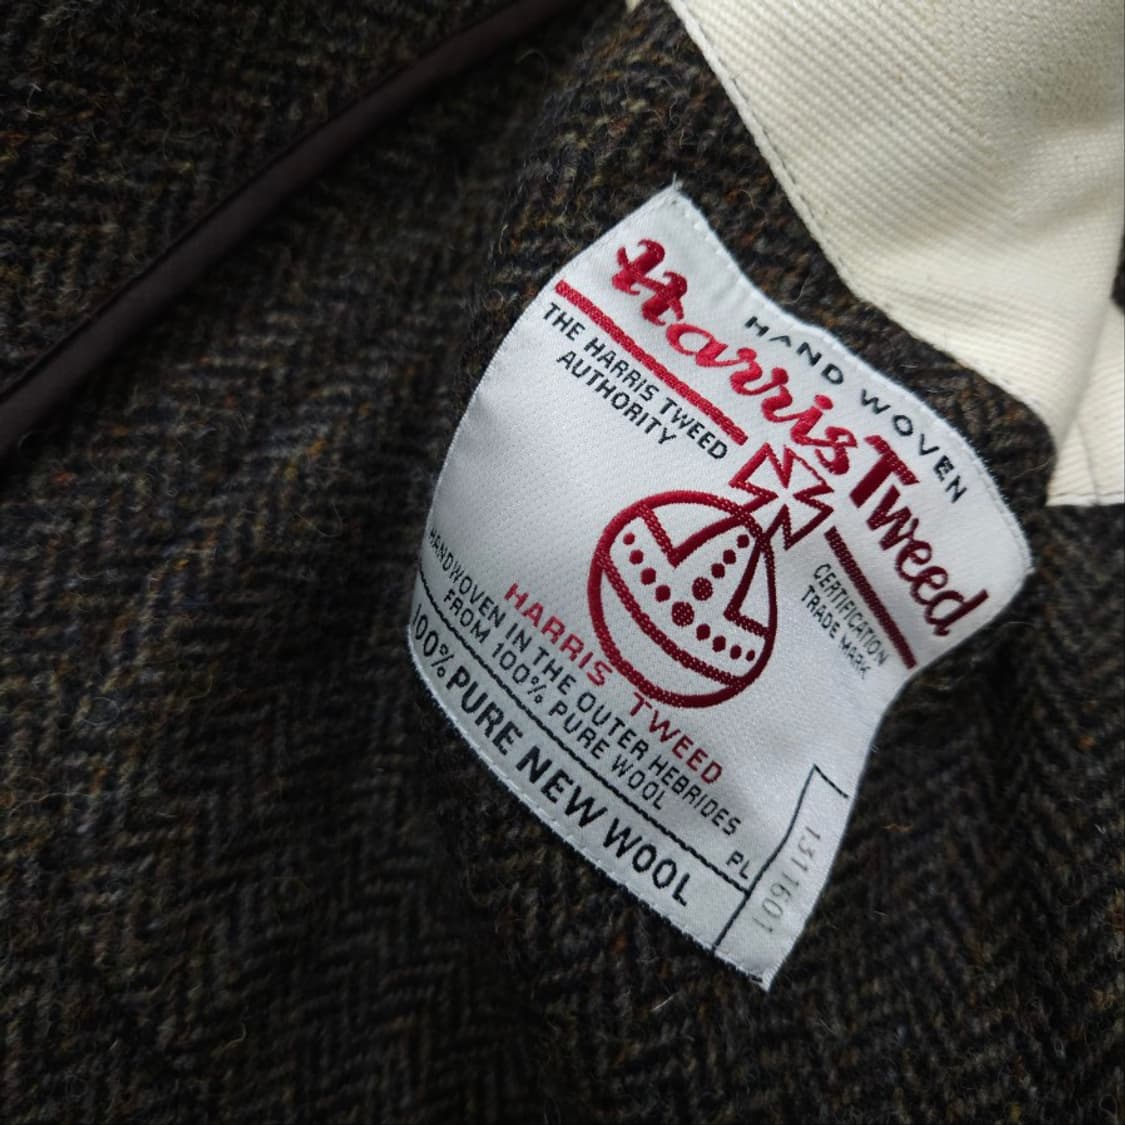 HAND WOVEN
Harris Tweed
THE HARRIS TWEED
AUTHORITY
CERTIFICATION
TRADE MARK
HARRIS TWEED
HANDWOVEN IN THE OUTER HEBRIDES
FROM 100% PURE WOOL
PL
100% PURE NEW WOOL
1311601